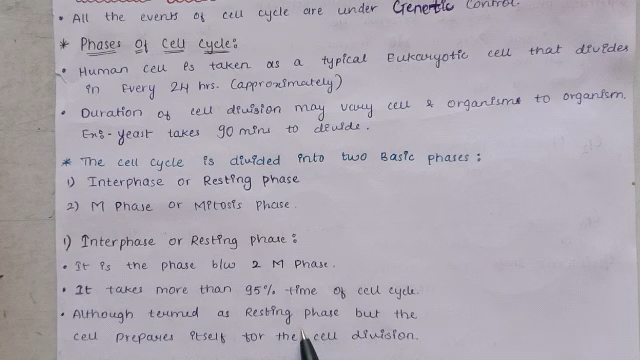 • All the events of cell cycle are under Genetic Control.
* Phases of Cell Cycle:
• Human cell is taken as a typical Eukaryotic cell that divides
in Every 24 hrs. (approximately)
• Duration of cell division may vary cell & organisms to organism.
Ex:- yeast takes 90 mins to divide.
* The cell cycle is divided into two Basic phases:
1) Interphase or Resting phase
2) M Phase or Mitosis Phase.
1) Interphase or Resting phase:
• It is the phase b/w 2 M Phase.
• It takes more than 95% time of cell cycle.
• Although termed as Resting phase but the
cell prepares itself for the cell division.